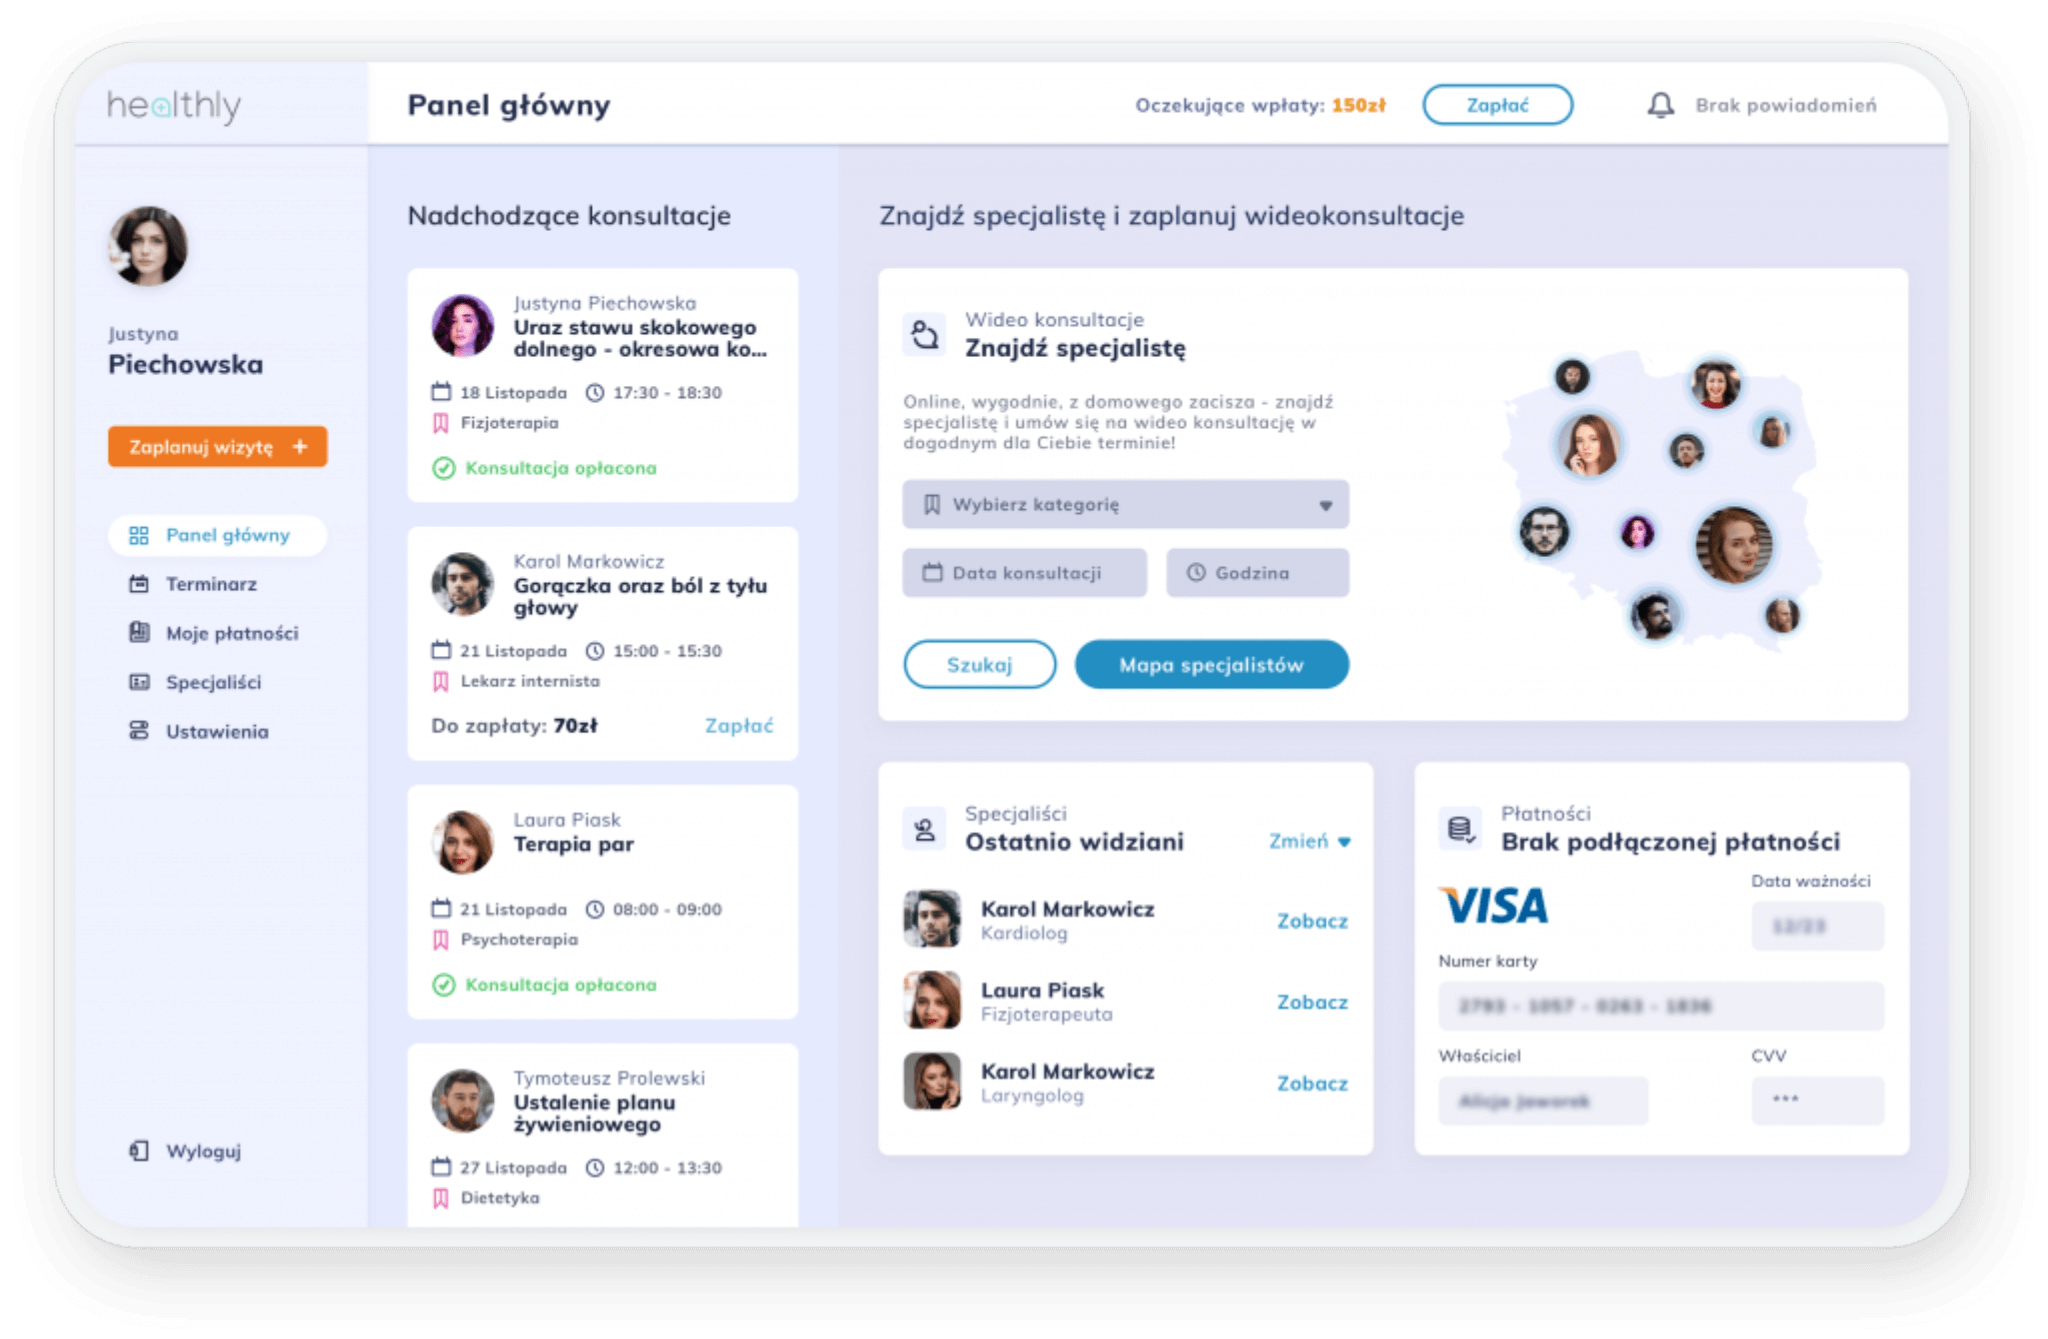 healthly
Panel główny
Oczekujące wpłaty: 150zł
Zapłać
Brak powiadomień
Justyna
Piechowska
Zaplanuj wizytę +
Panel główny
Terminarz
Moje płatności
Specjaliści
Ustawienia
Wyloguj
Nadchodzące konsultacje
Justyna Piechowska
Uraz stawu skokowego
dolnego - okresowa ko...
18 Listopada 17:30 - 18:30
Fizjoterapia
Konsultacja opłacona
Karol Markowicz
Gorączka oraz ból z tyłu
głowy
21 Listopada 15:00 - 15:30
Lekarz internista
Do zapłaty: 70zł Zapłać
Laura Piask
Terapia par
21 Listopada 08:00 - 09:00
Psychoterapia
Konsultacja opłacona
Tymoteusz Prolewski
Ustalenie planu
żywieniowego
27 Listopada 12:00 - 13:30
Dietetyka
Znajdź specjalistę i zaplanuj wideokonsultacje
Wideo konsultacje
Znajdź specjalistę
Online, wygodnie, z domowego zacisza - znajdź
specjalistę i umów się na wideo konsultację w
dogodnym dla Ciebie terminie!
Wybierz kategorię
Data konsultacji
Godzina
Szukaj
Mapa specjalistów
Specjaliści
Ostatnio widziani
Zmień
Karol Markowicz
Kardiolog
Zobacz
Laura Piask
Fizjoterapeuta
Zobacz
Karol Markowicz
Laryngolog
Zobacz
Płatności
Brak podłączonej płatności
VISA
Data ważności
Numer karty
Właściciel
CVV
***